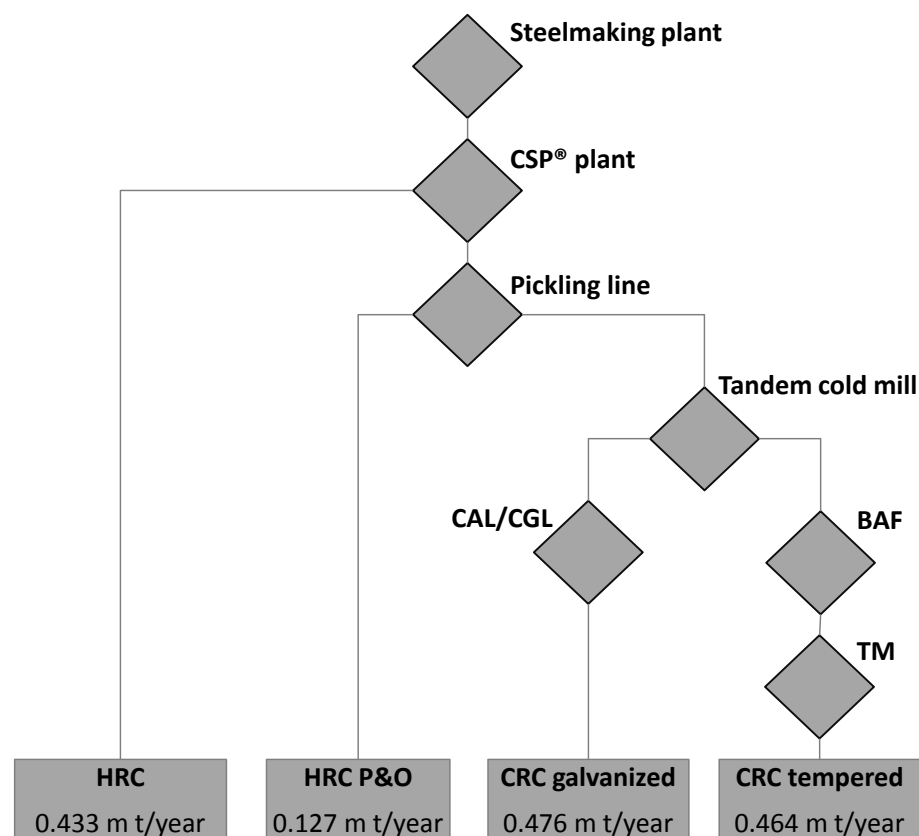 Steelmaking plant
CSP® plant
Pickling line
Tandem cold mill
CAL/CGL
BAF
TM
HRC
0.433 m t/year
HRC P&O
0.127 m t/year
CRC galvanized
0.476 m t/year
CRC tempered
0.464 m t/year